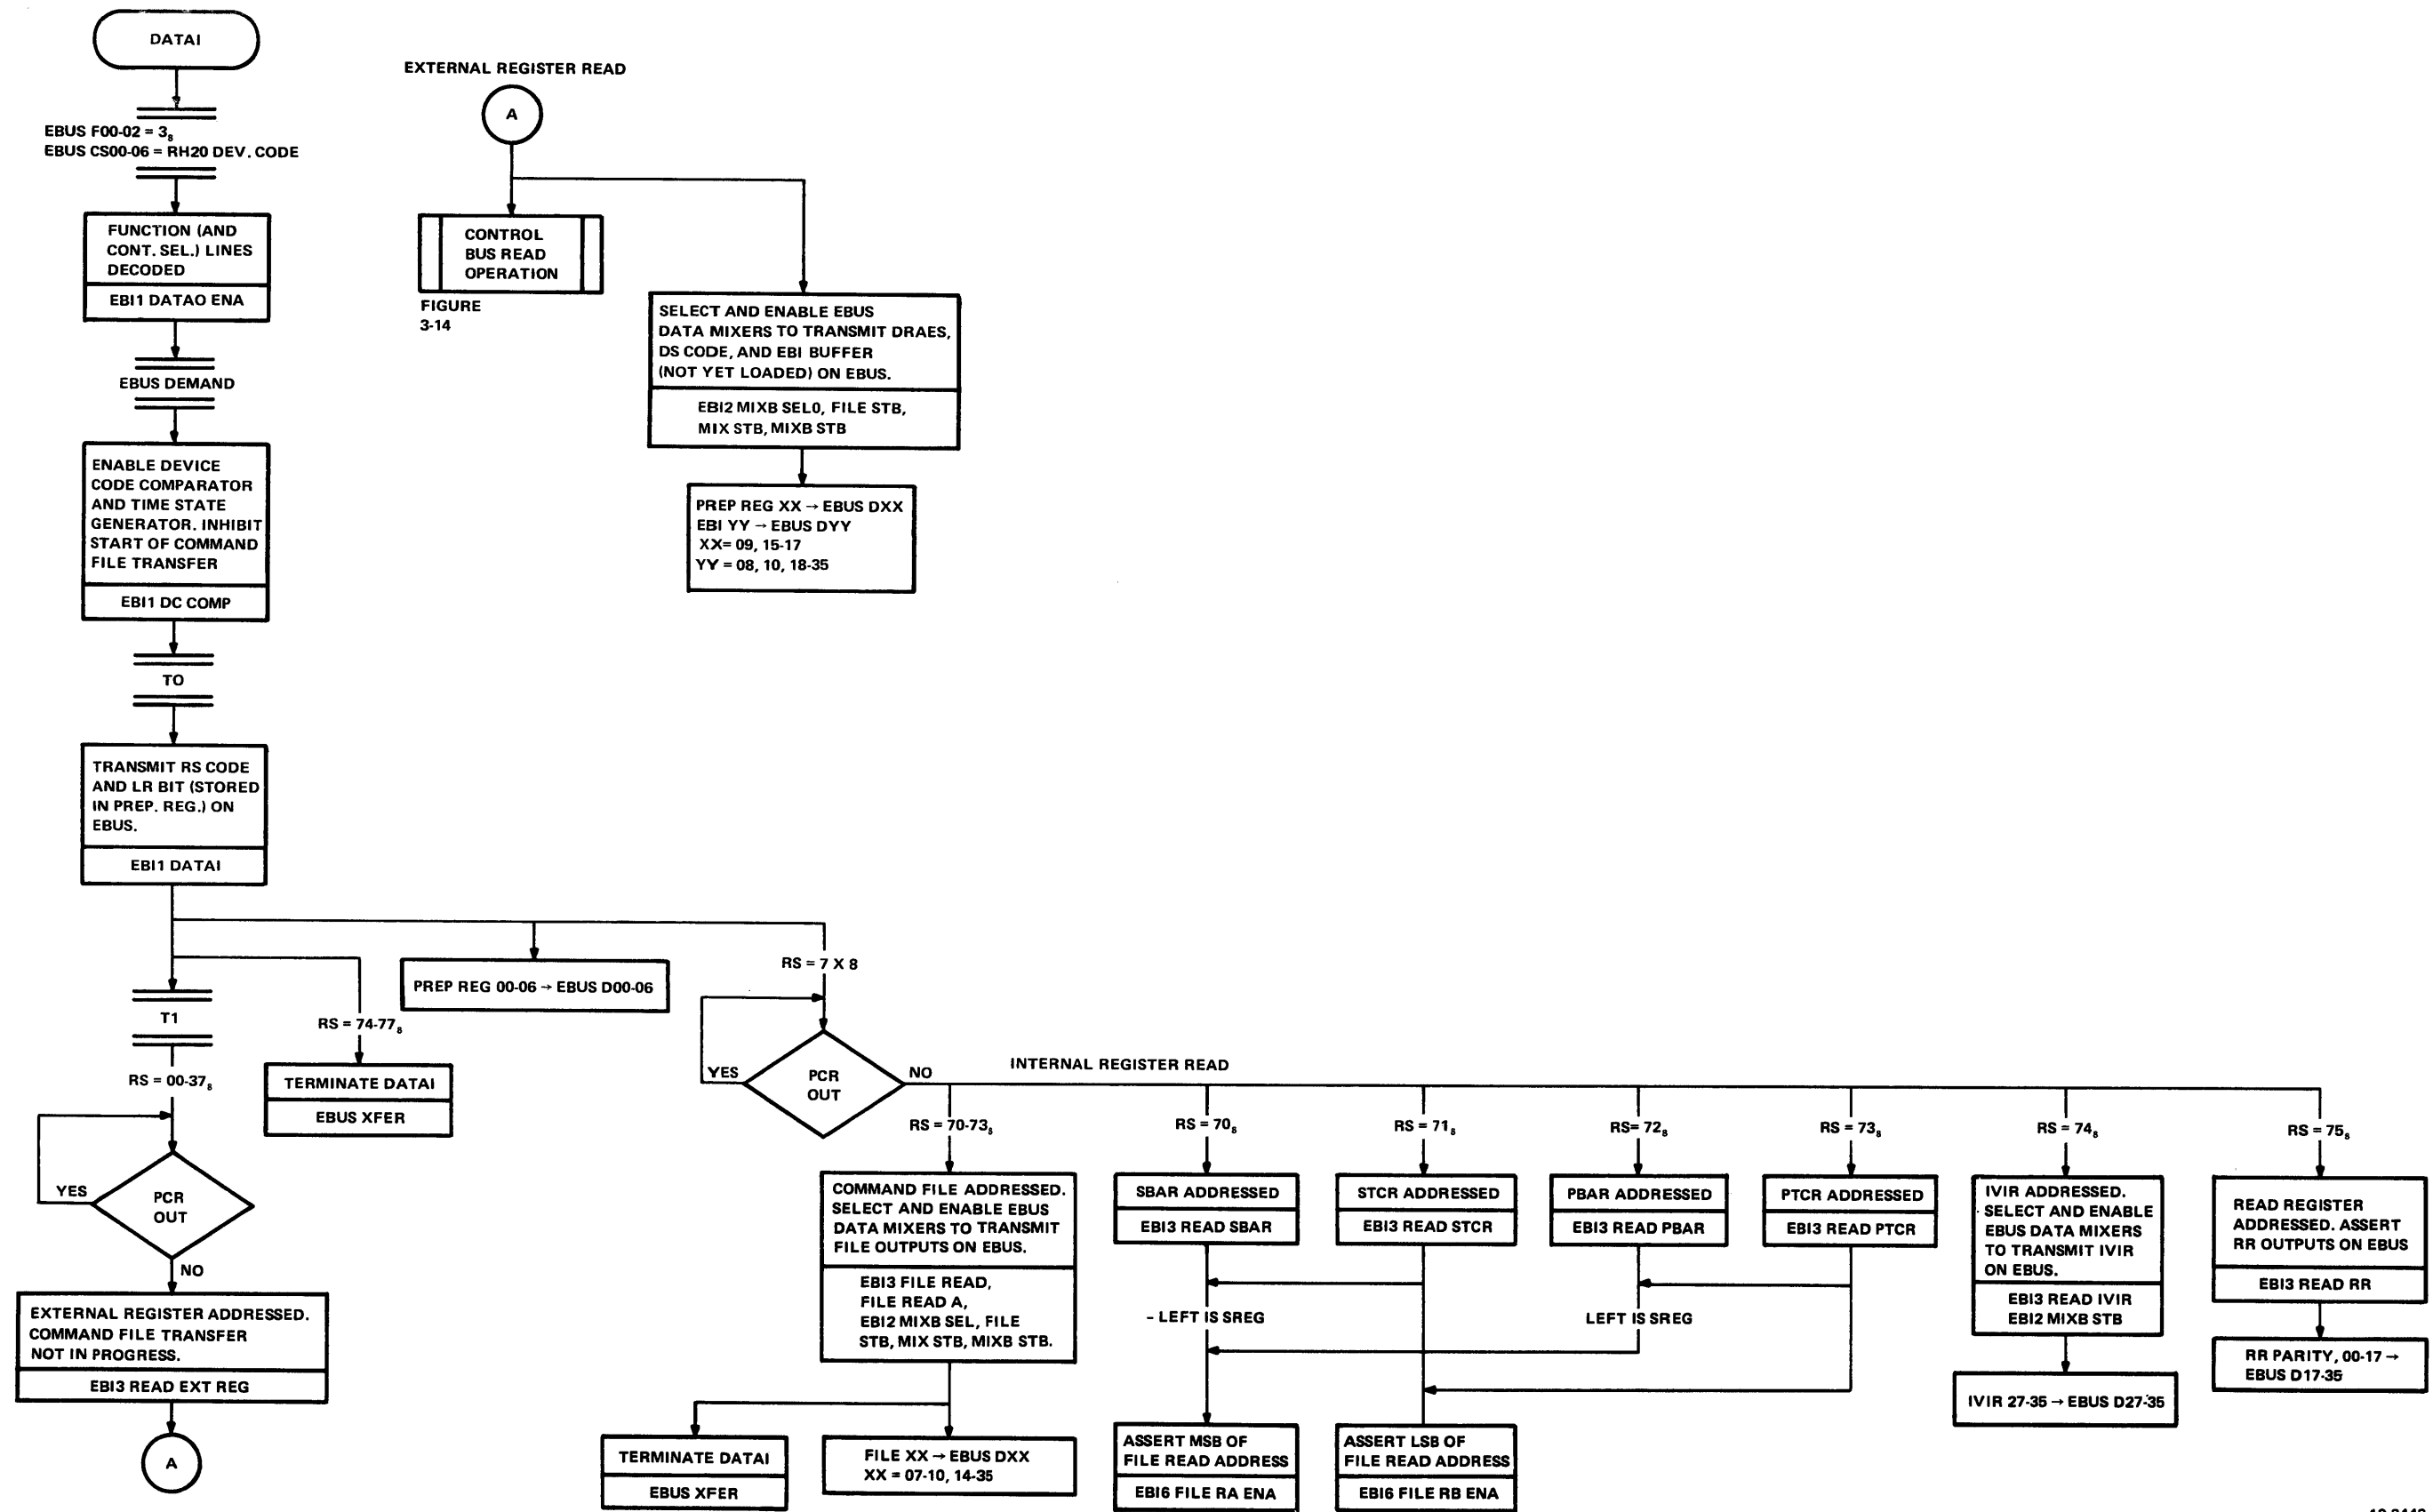 DATAI
EBUS F00-02 = 3₈
EBUS CS00-06 = RH20 DEV. CODE
FUNCTION (AND
CONT. SEL.) LINES
DECODED
EBI1 DATAO ENA
EBUS DEMAND
ENABLE DEVICE
CODE COMPARATOR
AND TIME STATE
GENERATOR. INHIBIT
START OF COMMAND
FILE TRANSFER
EBI1 DC COMP
TO
TRANSMIT RS CODE
AND LR BIT (STORED
IN PREP. REG.) ON
EBUS.
EBI1 DATAI
T1
RS = 00-37₈
YES
PCR
OUT
NO
EXTERNAL REGISTER ADDRESSED.
COMMAND FILE TRANSFER
NOT IN PROGRESS.
EBI3 READ EXT REG
A
RS = 74-77₈
TERMINATE DATAI
EBUS XFER
PREP REG 00-06 → EBUS D00-06
EXTERNAL REGISTER READ
A
CONTROL
BUS READ
OPERATION
FIGURE
3-14
SELECT AND ENABLE EBUS
DATA MIXERS TO TRANSMIT DRAES,
DS CODE, AND EBI BUFFER
(NOT YET LOADED) ON EBUS.
EBI2 MIXB SEL0, FILE STB,
MIX STB, MIXB STB
PREP REG XX → EBUS DXX
EBI YY → EBUS DYY
XX= 09, 15-17
YY = 08, 10, 18-35
RS = 7 X 8
YES
PCR
OUT
NO
INTERNAL REGISTER READ
RS = 70-73₈
COMMAND FILE ADDRESSED.
SELECT AND ENABLE EBUS
DATA MIXERS TO TRANSMIT
FILE OUTPUTS ON EBUS.
EBI3 FILE READ,
FILE READ A,
EBI2 MIXB SEL, FILE
STB, MIX STB, MIXB STB.
TERMINATE DATAI
EBUS XFER
FILE XX → EBUS DXX
XX = 07-10, 14-35
RS = 70₈
SBAR ADDRESSED
EBI3 READ SBAR
– LEFT IS SREG
ASSERT MSB OF
FILE READ ADDRESS
EBI6 FILE RA ENA
RS = 71₈
STCR ADDRESSED
EBI3 READ STCR
ASSERT LSB OF
FILE READ ADDRESS
EBI6 FILE RB ENA
RS= 72₈
PBAR ADDRESSED
EBI3 READ PBAR
LEFT IS SREG
RS = 73₈
PTCR ADDRESSED
EBI3 READ PTCR
RS = 74₈
IVIR ADDRESSED.
SELECT AND ENABLE
EBUS DATA MIXERS
TO TRANSMIT IVIR
ON EBUS.
EBI3 READ IVIR
EBI2 MIXB STB
IVIR 27-35 → EBUS D27-35
RS = 75₈
READ REGISTER
ADDRESSED. ASSERT
RR OUTPUTS ON EBUS
EBI3 READ RR
RR PARITY, 00-17 →
EBUS D17-35